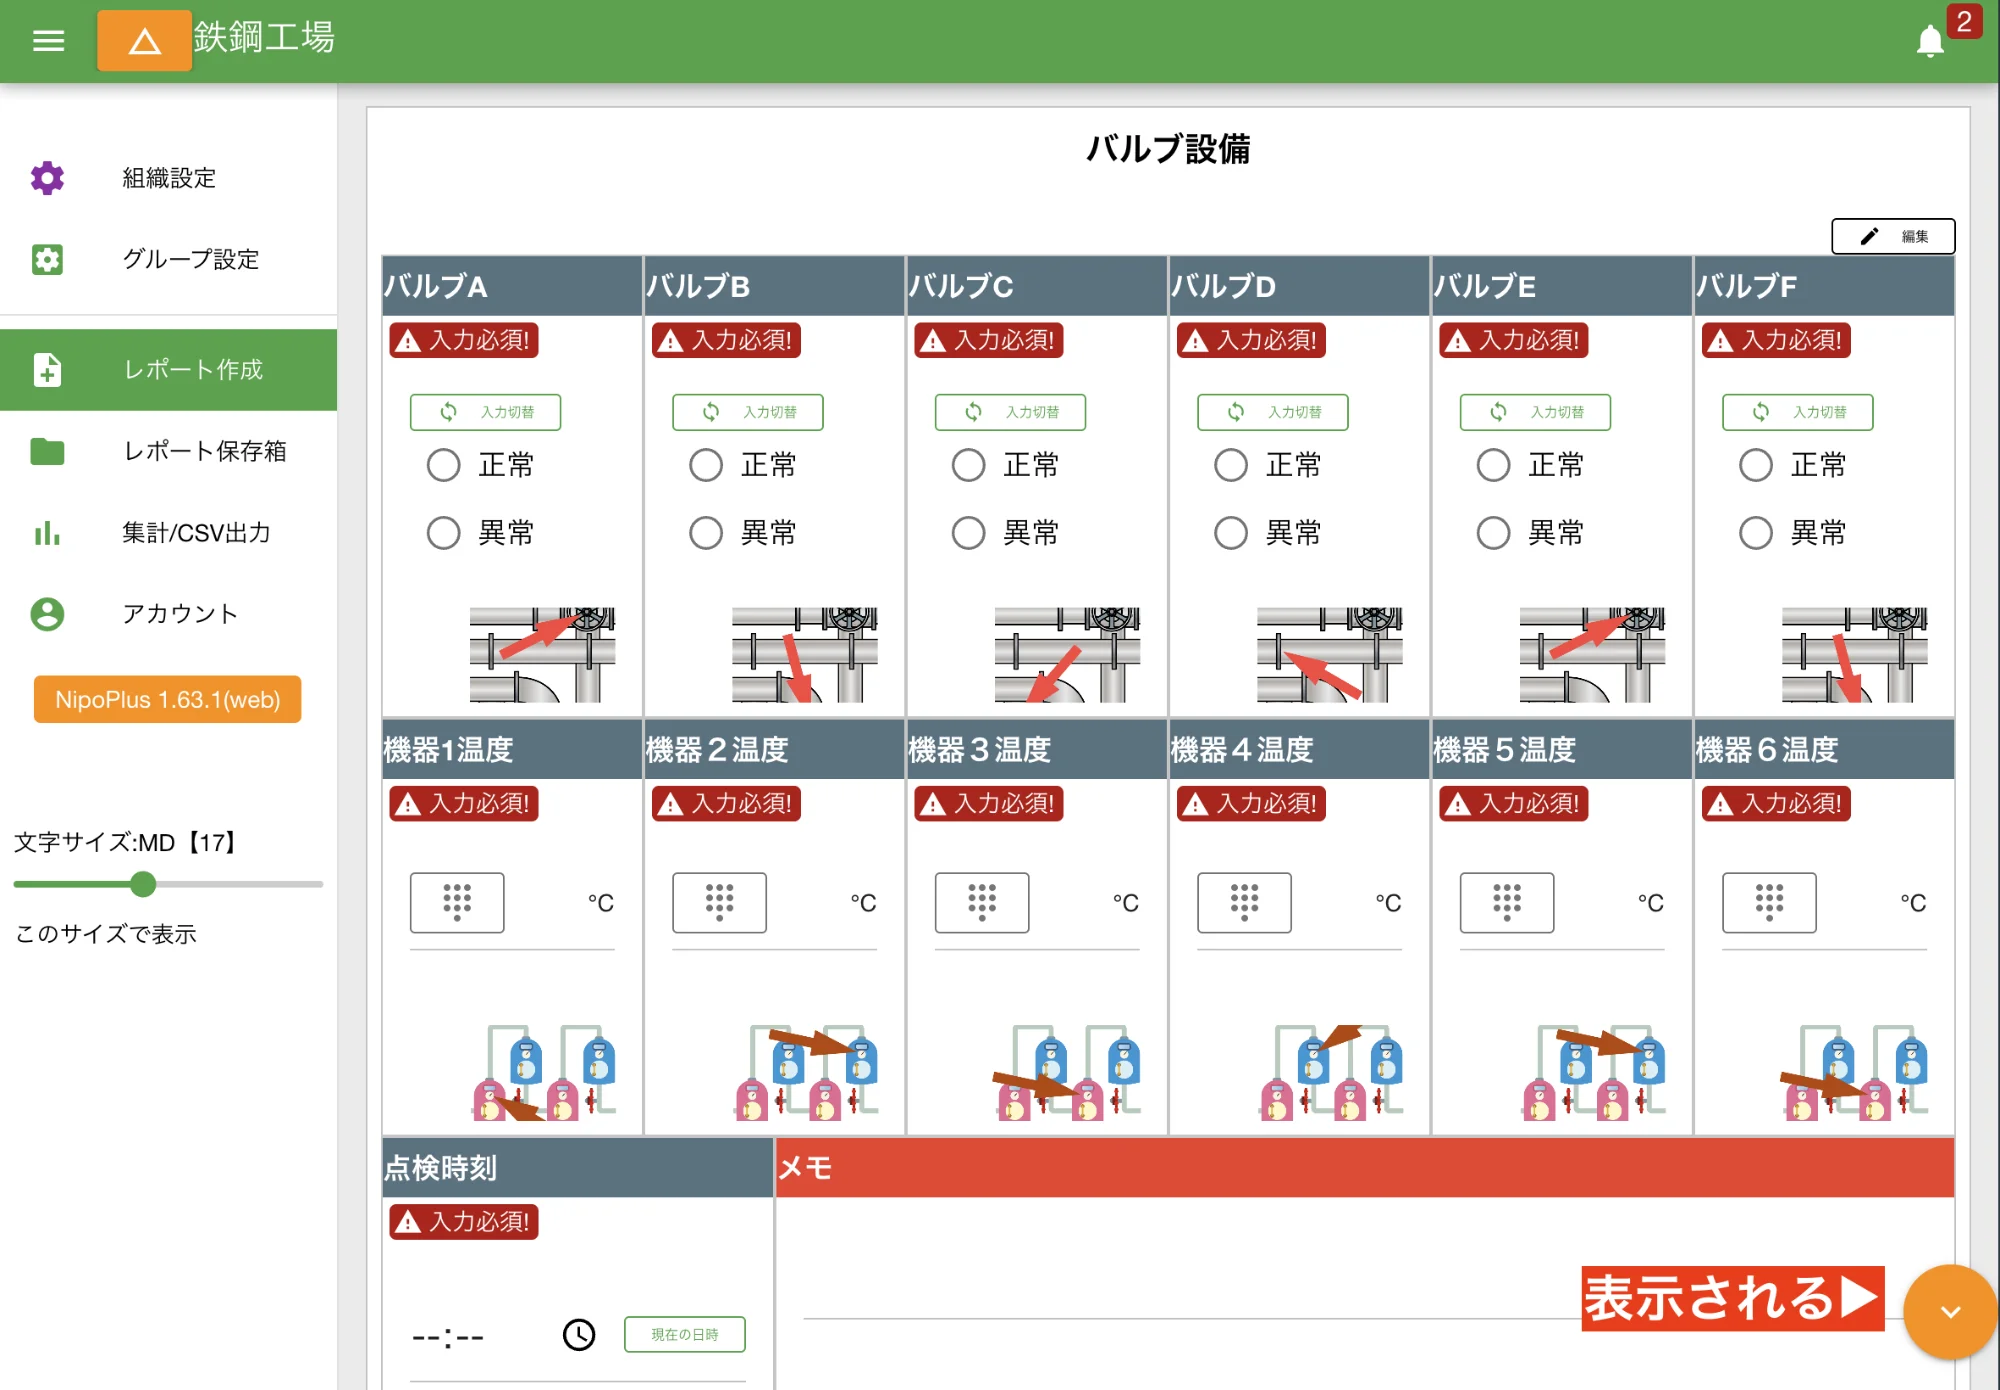 鉄鋼工場
2
組織設定
グループ設定
レポート作成
レポート保存箱
集計/CSV出力
アカウント
NipoPlus 1.63.1(web)
文字サイズ:MD【17】
このサイズで表示
バルブ設備
編集
バルブA バルブB バルブC バルブD バルブE バルブF
入力必須! 入力必須! 入力必須! 入力必須! 入力必須! 入力必須!
入力切替 入力切替 入力切替 入力切替 入力切替 入力切替
正常 正常 正常 正常 正常 正常
異常 異常 異常 異常 異常 異常
機器1温度 機器２温度 機器３温度 機器４温度 機器５温度 機器６温度
入力必須! 入力必須! 入力必須! 入力必須! 入力必須! 入力必須!
°C °C °C °C °C °C
点検時刻 メモ
入力必須!
表示される▶
--:-- 現在の日時